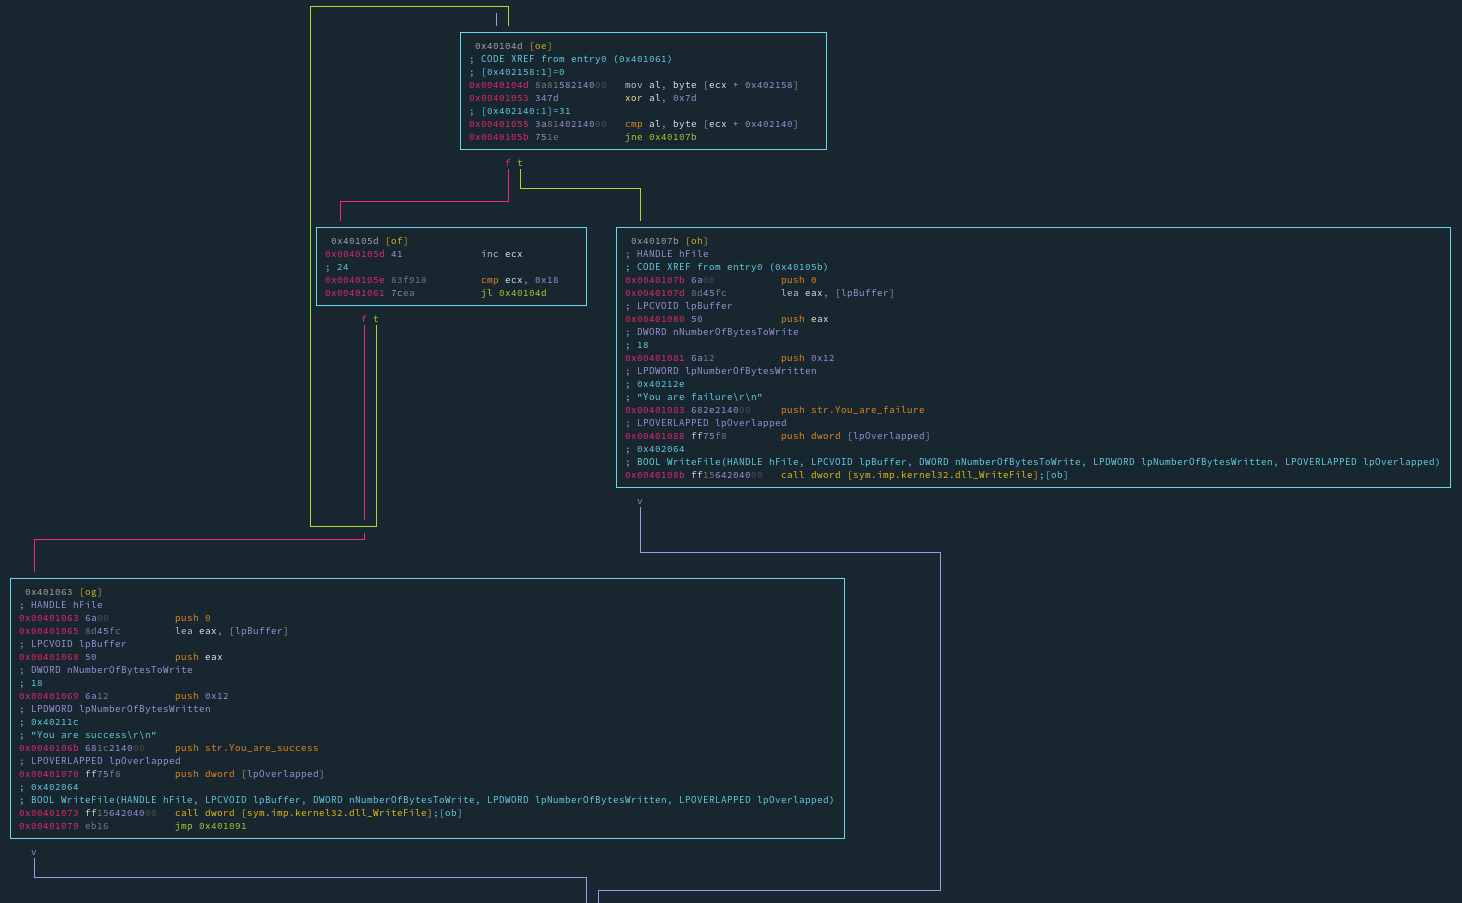 0x40104d [oe]
; CODE XREF from entry0 (0x401061)
; [0x402158:1]=0
0x0040104d 8a8158214000 mov al, byte [ecx + 0x402158]
0x00401053 347d xor al, 0x7d
; [0x402140:1]=31
0x00401055 3a8140214000 cmp al, byte [ecx + 0x402140]
0x0040105b 751e jne 0x40107b
f t
0x40105d [of]
0x0040105d 41 inc ecx
; 24
0x0040105e 83f918 cmp ecx, 0x18
0x00401061 7cea jl 0x40104d
f t
0x40107b [oh]
; HANDLE hFile
; CODE XREF from entry0 (0x40105b)
0x0040107b 6a00 push 0
0x0040107d 8d45fc lea eax, [lpBuffer]
; LPCVOID lpBuffer
0x00401080 50 push eax
; DWORD nNumberOfBytesToWrite
; 18
0x00401081 6a12 push 0x12
; LPDWORD lpNumberOfBytesWritten
; 0x40212e
; "You are failure\r\n"
0x00401083 682e214000 push str.You_are_failure
; LPOVERLAPPED lpOverlapped
0x00401088 ff75f8 push dword [lpOverlapped]
; 0x402064
; BOOL WriteFile(HANDLE hFile, LPCVOID lpBuffer, DWORD nNumberOfBytesToWrite, LPDWORD lpNumberOfBytesWritten, LPOVERLAPPED lpOverlapped)
0x0040108b ff1564204000 call dword [sym.imp.kernel32.dll_WriteFile];[ob]
v
0x401063 [og]
; HANDLE hFile
0x00401063 6a00 push 0
0x00401065 8d45fc lea eax, [lpBuffer]
; LPCVOID lpBuffer
0x00401068 50 push eax
; DWORD nNumberOfBytesToWrite
; 18
0x00401069 6a12 push 0x12
; LPDWORD lpNumberOfBytesWritten
; 0x40211c
; "You are success\r\n"
0x0040106b 681c214000 push str.You_are_success
; LPOVERLAPPED lpOverlapped
0x00401070 ff75f8 push dword [lpOverlapped]
; 0x402064
; BOOL WriteFile(HANDLE hFile, LPCVOID lpBuffer, DWORD nNumberOfBytesToWrite, LPDWORD lpNumberOfBytesWritten, LPOVERLAPPED lpOverlapped)
0x00401073 ff1564204000 call dword [sym.imp.kernel32.dll_WriteFile];[ob]
0x00401079 eb16 jmp 0x401091
v